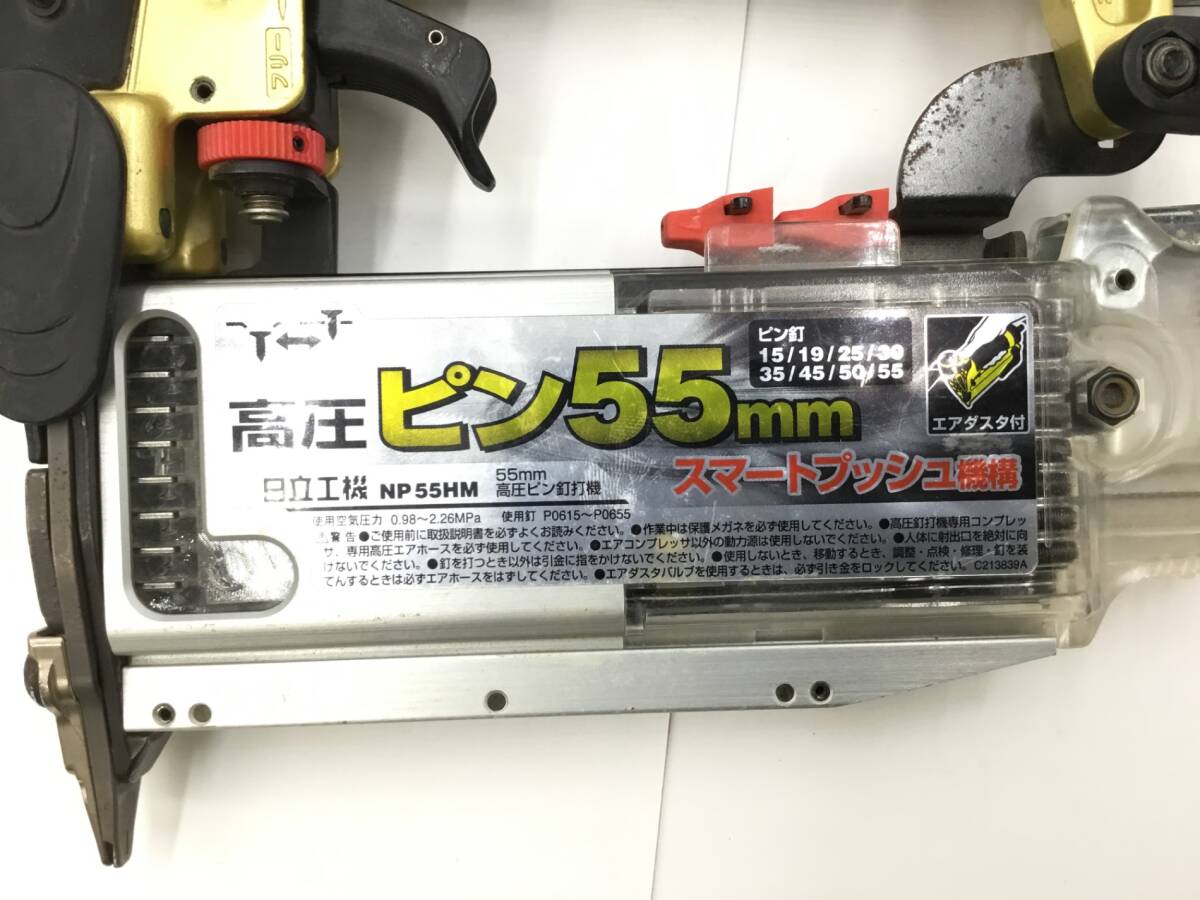 フリー
高圧 ピン55mm
ピン釘
15/19/25/30
35/45/50/55
エアダスタ付
スマートプッシュ機構
日立工機 NP55HM 55mm
高圧ピン釘打機
使用空気圧力 0.98~2.26MPa 使用釘 P0615~P0655
⚠警告●ご使用前に取扱説明書を必ずよくお読みください。●作業中は保護メガネを必ず使用してください。●高圧釘打機専用コンプレッ
サ、専用高圧エアホースを必ず使用してください。●エアコンプレッサ以外の動力源は使用しないでください。●人体に射出口を絶対に向
けないでください。●釘を打つとき以外は引金に指をかけないでください。●使用しないとき、移動するとき、調整・点検・修理・釘を装
てんするときは必ずエアホースをはずしてください。●エアダスタバルブを使用するときは、必ず引き金をロックしてください。C213839A